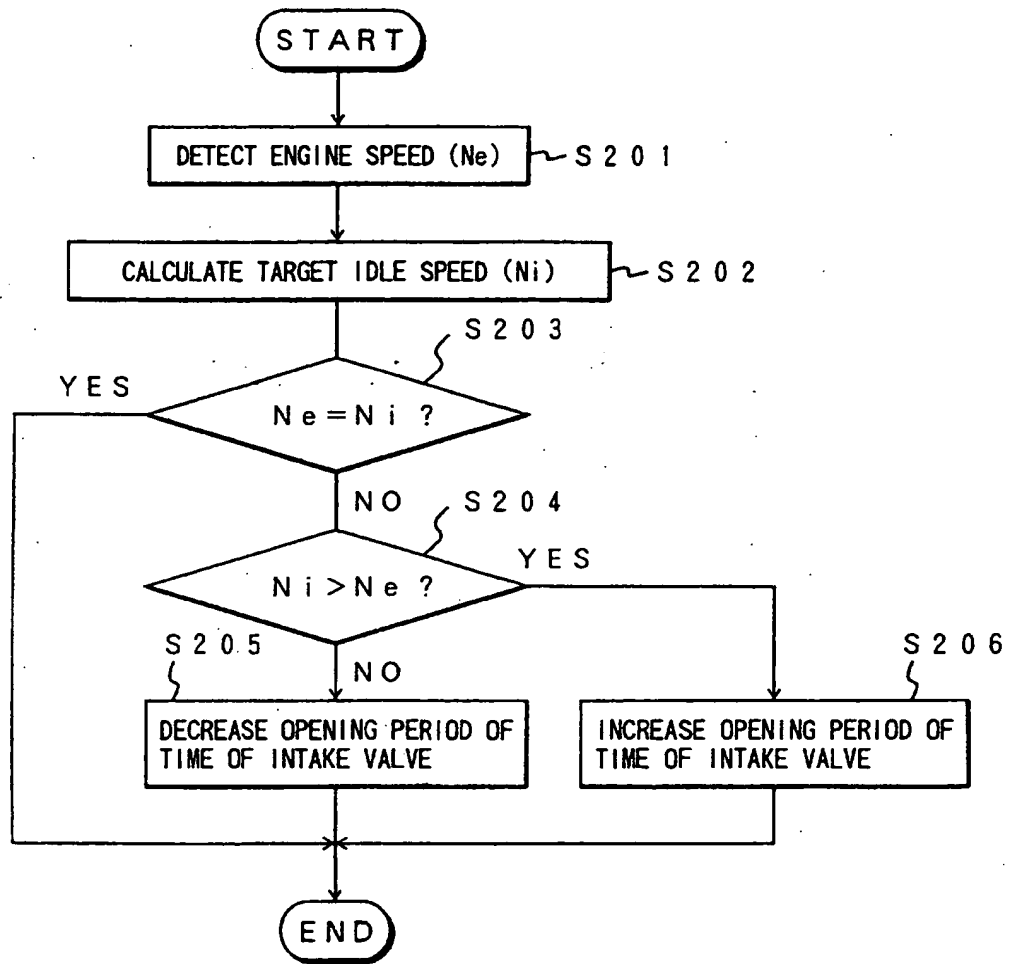 START
DETECT ENGINE SPEED (Ne)
S201
CALCULATE TARGET IDLE SPEED (Ni)
S202
S203
YES
Ne=Ni ?
NO
S204
YES
Ni>Ne ?
S205
NO
S206
DECREASE OPENING PERIOD OF
TIME OF INTAKE VALVE
INCREASE OPENING PERIOD OF
TIME OF INTAKE VALVE
END